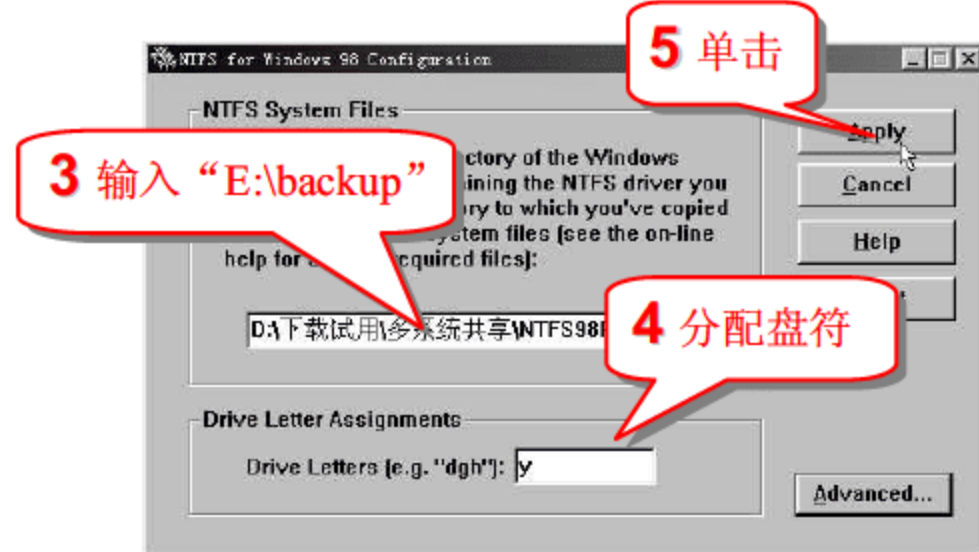 5 单击
NTFS for Windows 98 Configuration
NTFS System Files
Apply
3 输入“E:\backup”
ctory of the Windows
ining the NTFS driver you
Cancel
ory to which you've copied
stem files (see the on-line
Help
help for equired files):
4 分配盘符
D:\下载试用\多系统共享\NTFS98
Drive Letter Assignments
Drive Letters (e.g. "dgh"): y
Advanced...